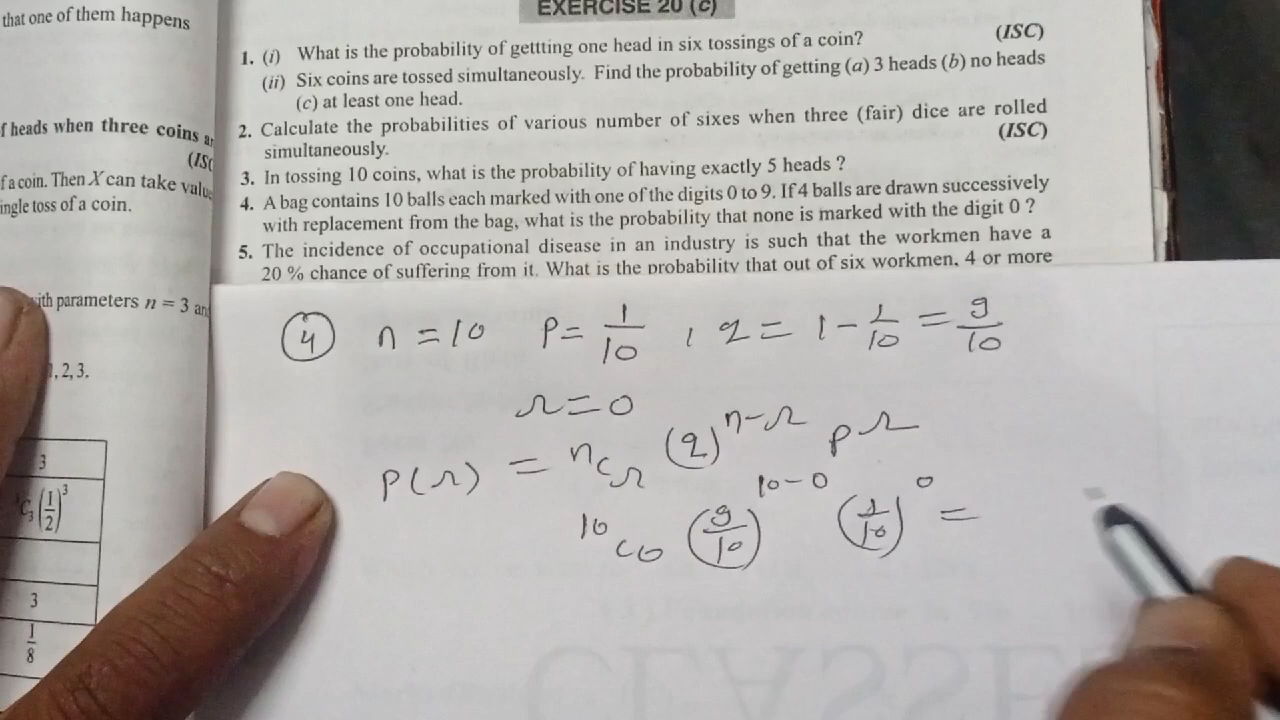 that one of them happens
f heads when three coins
fa coin. Then X can take
ingle toss of a coin.
ith parameters n = 3 an
, 2, 3.
3
C₃(1/2)³
3
1/8
EXERCISE 20 (c)
1. (i) What is the probability of gettting one head in six tossings of a coin? (ISC)
(ii) Six coins are tossed simultaneously. Find the probability of getting (a) 3 heads (b) no heads
(c) at least one head.
2. Calculate the probabilities of various number of sixes when three (fair) dice are rolled
simultaneously. (ISC)
3. In tossing 10 coins, what is the probability of having exactly 5 heads ?
4. A bag contains 10 balls each marked with one of the digits 0 to 9. If 4 balls are drawn successively
with replacement from the bag, what is the probability that none is marked with the digit 0 ?
5. The incidence of occupational disease in an industry is such that the workmen have a
20 % chance of suffering from it. What is the probability that out of six workmen, 4 or more
4 n = 10 p = 1/10 , q = 1 - 1/10 = 9/10
r = 0
p(r) = ⁿCr (q)ⁿ⁻ʳ pʳ
¹⁰C₀ (9/10)¹⁰⁻⁰ (1/10)⁰ =